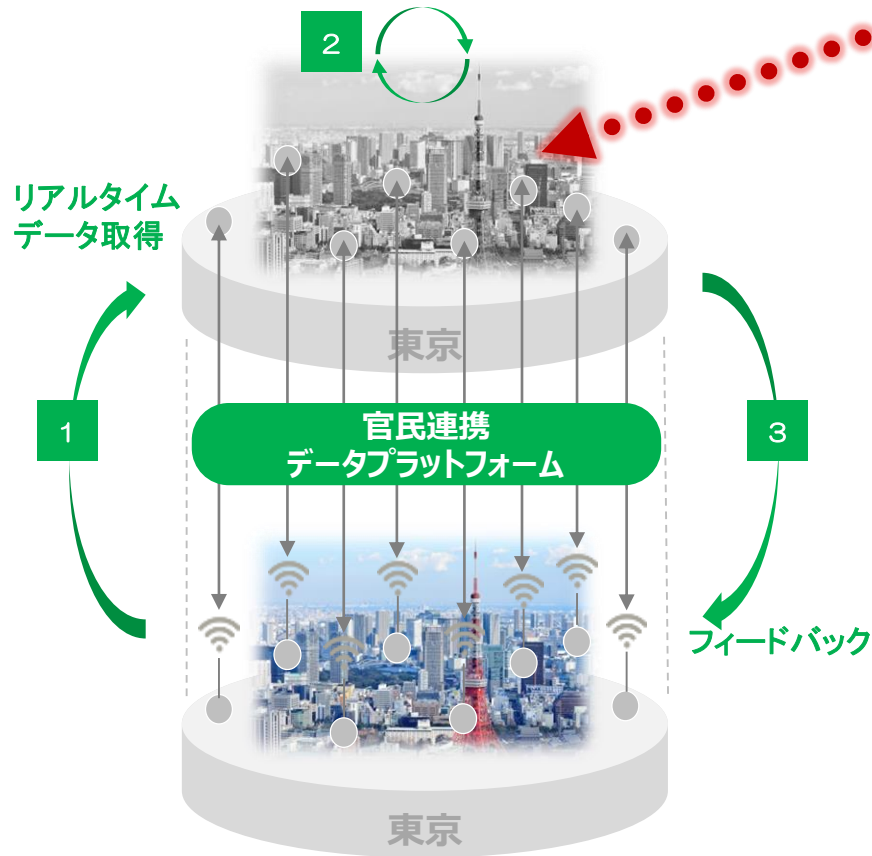 2
リアルタイム
データ取得
東京
1
官民連携
データプラットフォーム
3
フィードバック
東京